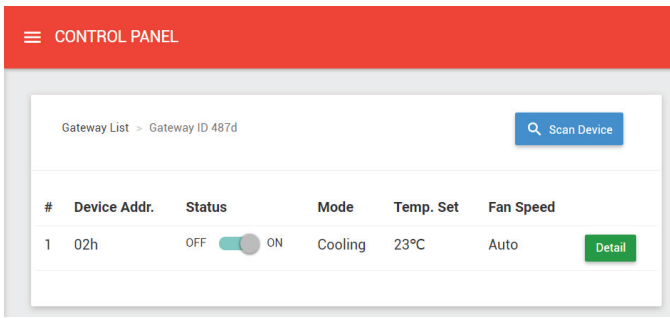 CONTROL PANEL
Gateway List > Gateway ID 487d
Scan Device
# Device Addr. Status Mode Temp. Set Fan Speed
1 02h OFF ON Cooling 23°C Auto Detail